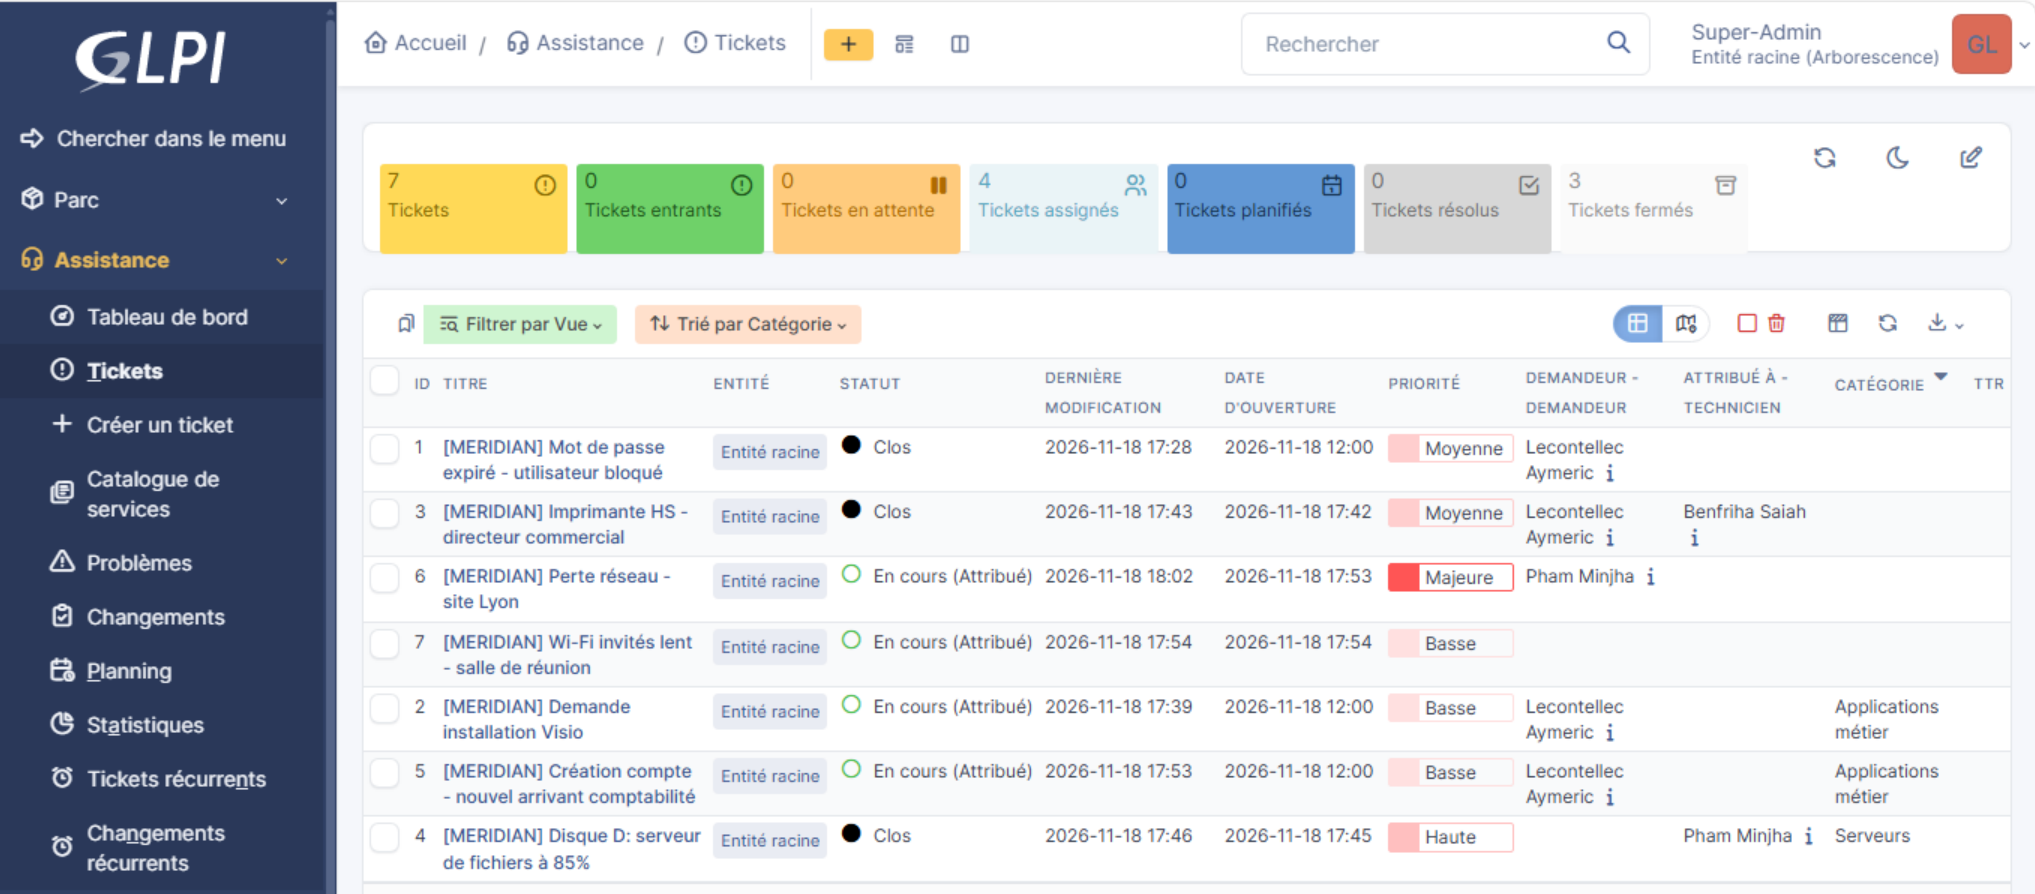 GLPI
Chercher dans le menu
Parc
Assistance
Tableau de bord
Tickets
Créer un ticket
Catalogue de
services
Problèmes
Changements
Planning
Statistiques
Tickets récurrents
Changements
récurrents
Accueil / Assistance / Tickets
+
Rechercher
Super-Admin
Entité racine (Arborescence)
GL
7
Tickets
0
Tickets entrants
0
Tickets en attente
4
Tickets assignés
0
Tickets planifiés
0
Tickets résolus
3
Tickets fermés
Filtrer par Vue
Trié par Catégorie
ID TITRE ENTITÉ STATUT DERNIÈRE MODIFICATION DATE D'OUVERTURE PRIORITÉ DEMANDEUR - DEMANDEUR ATTRIBUÉ À - TECHNICIEN CATÉGORIE TTR
1 [MERIDIAN] Mot de passe Entité racine Clos 2026-11-18 17:28 2026-11-18 12:00 Moyenne Lecontellec
expiré - utilisateur bloqué Aymeric i
3 [MERIDIAN] Imprimante HS - Entité racine Clos 2026-11-18 17:43 2026-11-18 17:42 Moyenne Lecontellec Benfriha Saiah
directeur commercial Aymeric i i
6 [MERIDIAN] Perte réseau - Entité racine En cours (Attribué) 2026-11-18 18:02 2026-11-18 17:53 Majeure Pham Minjha i
site Lyon
7 [MERIDIAN] Wi-Fi invités lent Entité racine En cours (Attribué) 2026-11-18 17:54 2026-11-18 17:54 Basse
- salle de réunion
2 [MERIDIAN] Demande Entité racine En cours (Attribué) 2026-11-18 17:39 2026-11-18 12:00 Basse Lecontellec Applications
installation Visio Aymeric i métier
5 [MERIDIAN] Création compte Entité racine En cours (Attribué) 2026-11-18 17:53 2026-11-18 12:00 Basse Lecontellec Applications
- nouvel arrivant comptabilité Aymeric i métier
4 [MERIDIAN] Disque D: serveur Entité racine Clos 2026-11-18 17:46 2026-11-18 17:45 Haute Pham Minjha i Serveurs
de fichiers à 85%